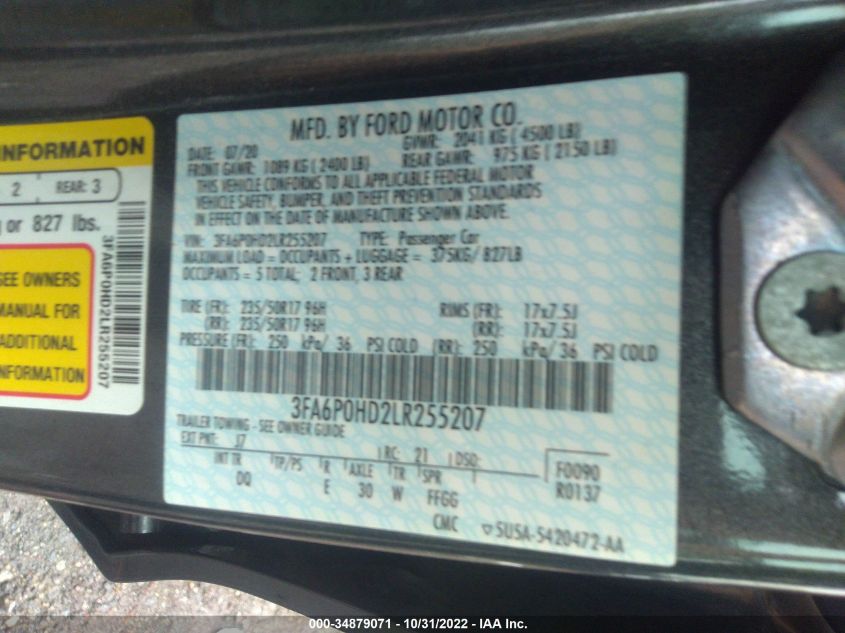 INFORMATION
2 REAR: 3
or 827 lbs.
SEE OWNERS
MANUAL FOR
ADDITIONAL
INFORMATION
3FA6P0HD2LR255207
MFD. BY FORD MOTOR CO.
DATE: 07/20 GVWR: 2041 KG ( 4500 LB)
FRONT GAWR: 1089 KG ( 2400 LB) REAR GAWR: 975 KG ( 2150 LB)
THIS VEHICLE CONFORMS TO ALL APPLICABLE FEDERAL MOTOR
VEHICLE SAFETY, BUMPER, AND THEFT PREVENTION STANDARDS
IN EFFECT ON THE DATE OF MANUFACTURE SHOWN ABOVE.
VIN: 3FA6P0HD2LR255207 TYPE: Passenger Car
MAXIMUM LOAD = OCCUPANTS + LUGGAGE = 375KG/ 827LB
OCCUPANTS = 5 TOTAL: 2 FRONT, 3 REAR
TIRE (FR): 235/50R17 96H RIMS (FR): 17x7.5J
(RR): 235/50R17 96H (RR): 17x7.5J
PRESSURE (FR): 250 kPa/ 36 PSI COLD (RR): 250 kPa/ 36 PSI COLD
3FA6P0HD2LR255207
TRAILER TOWING - SEE OWNER GUIDE
EXT PNT: J7 RC: 21 DSO: F0090
INT TR TP/PS R AXLE TR SPR R0137
DQ E 30 W FFGG
CMC ▽SUSA-5420472-AA
000-34879071 - 10/31/2022 - IAA Inc.